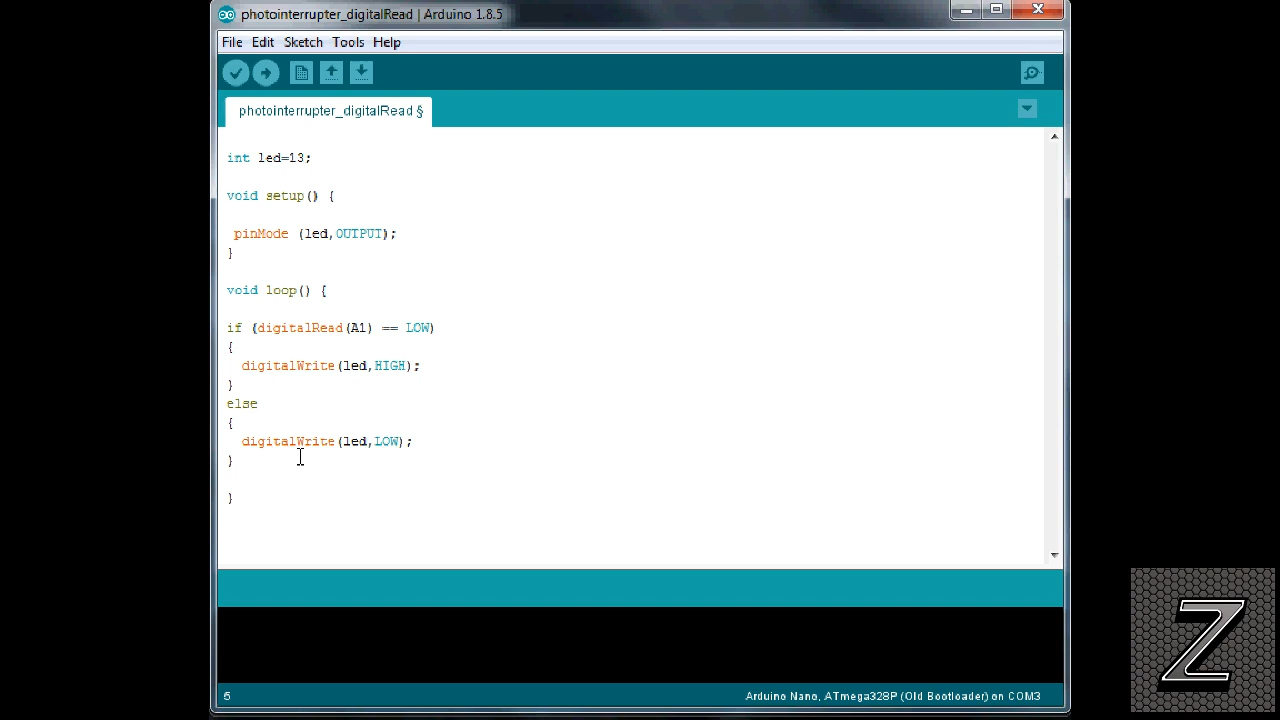 photointerrupter_digitalRead | Arduino 1.8.5
File Edit Sketch Tools Help
photointerrupter_digitalRead §
int led=13;
void setup() {
pinMode (led,OUTPUT);
}
void loop() {
if (digitalRead(A1) == LOW)
{
digitalWrite(led,HIGH);
}
else
{
digitalWrite(led,LOW);
}
}
5 Arduino Nano, ATmega328P (Old Bootloader) on COM3
Z